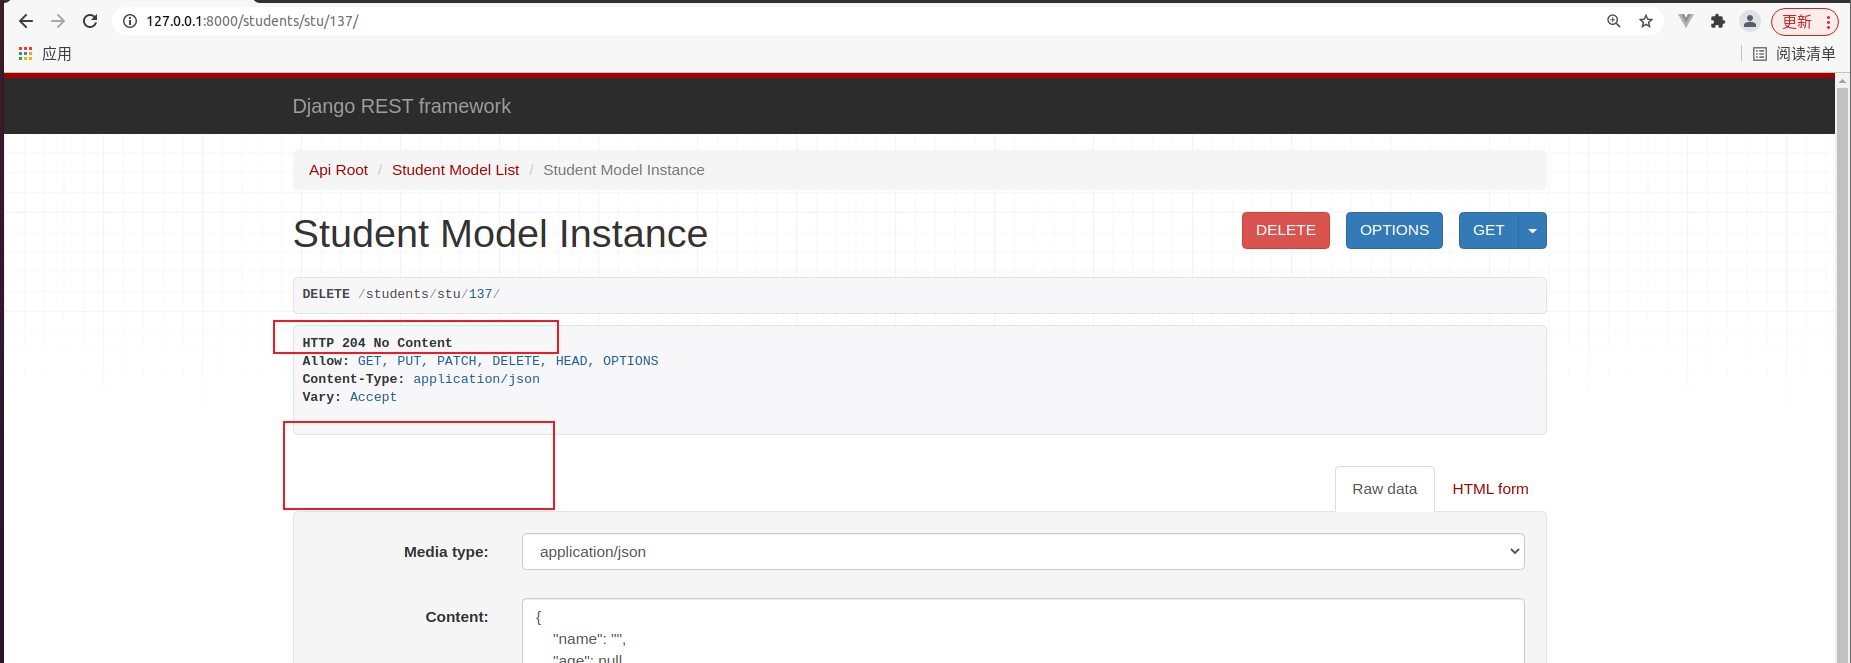 127.0.0.1:8000/students/stu/137/
更新
应用
阅读清单
Django REST framework
Api Root / Student Model List / Student Model Instance
Student Model Instance
DELETE
OPTIONS
GET
DELETE /students/stu/137/
HTTP 204 No Content
Allow: GET, PUT, PATCH, DELETE, HEAD, OPTIONS
Content-Type: application/json
Vary: Accept
Raw data
HTML form
Media type:
application/json
Content:
{
"name": "",
"age": null,